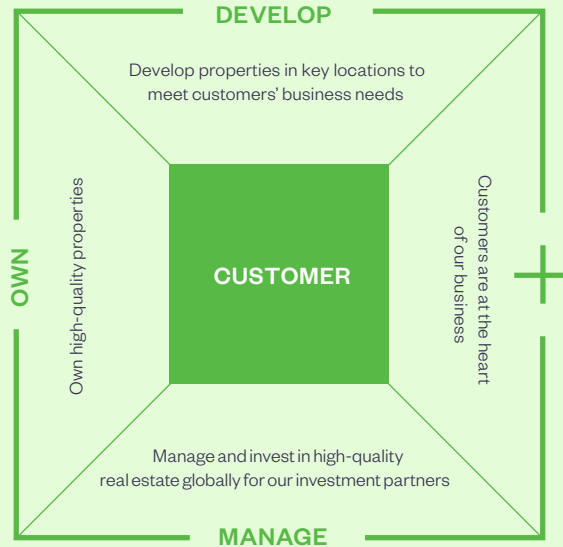 DEVELOP
Develop properties in key locations to
meet customers’ business needs
OWN
Own high-quality properties
CUSTOMER
Customers are at the heart
of our business
Manage and invest in high-quality
real estate globally for our investment partners
MANAGE